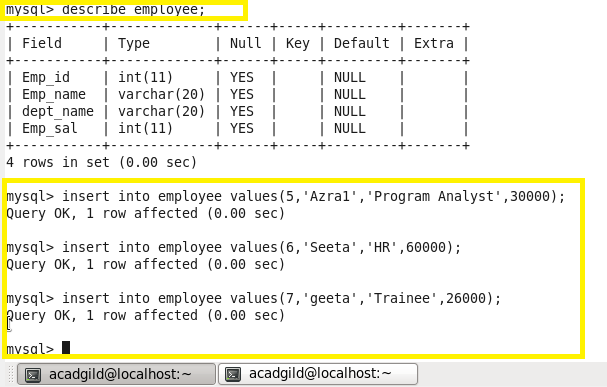 mysql> describe employee;
+-----------+-------------+------+-----+---------+-------+
| Field     | Type        | Null | Key | Default | Extra |
+-----------+-------------+------+-----+---------+-------+
| Emp_id    | int(11)     | YES  |     | NULL    |       |
| Emp_name  | varchar(20) | YES  |     | NULL    |       |
| dept_name | varchar(20) | YES  |     | NULL    |       |
| Emp_sal   | int(11)     | YES  |     | NULL    |       |
+-----------+-------------+------+-----+---------+-------+
4 rows in set (0.00 sec)
mysql> insert into employee values(5,'Azra1','Program Analyst',30000);
Query OK, 1 row affected (0.00 sec)
mysql> insert into employee values(6,'Seeta','HR',60000);
Query OK, 1 row affected (0.00 sec)
mysql> insert into employee values(7,'geeta','Trainee',26000);
Query OK, 1 row affected (0.00 sec)
mysql>
acadgild@localhost:~ acadgild@localhost:~